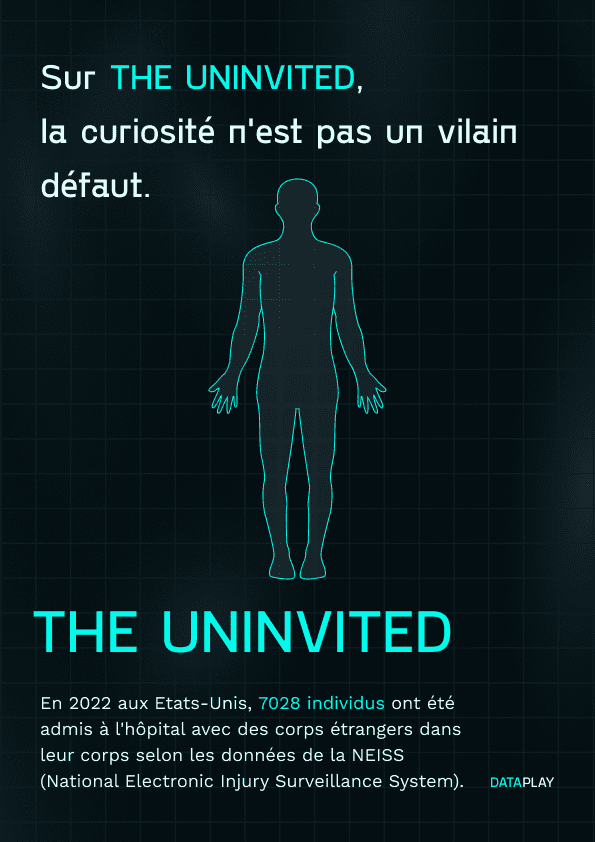 Sur THE UNINVITED,
la curiosité n'est pas un vilain
défaut.
THE UNINVITED
En 2022 aux Etats-Unis, 7028 individus ont été
admis à l'hôpital avec des corps étrangers dans
leur corps selon les données de la NEISS
(National Electronic Injury Surveillance System).
DATAPLAY